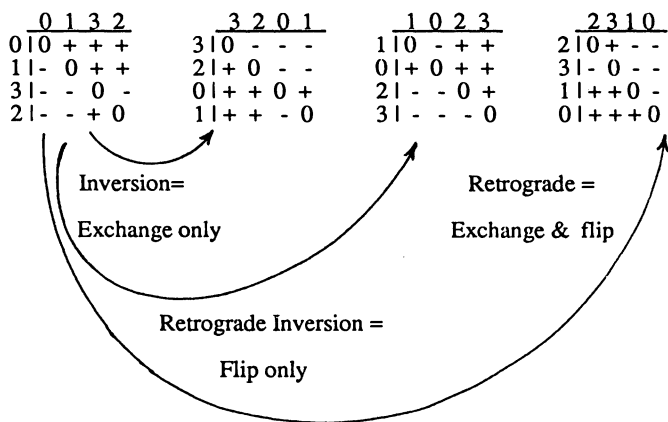 0 1 3 2 3 2 0 1 1 0 2 3 2 3 1 0
0 | 0 + + + 3 | 0 - - - 1 | 0 - + + 2 | 0 + - -
1 | - 0 + + 2 | + 0 - - 0 | + 0 + + 3 | - 0 - -
3 | - - 0 - 0 | + + 0 + 2 | - - 0 + 1 | + + 0 -
2 | - - + 0 1 | + + - 0 3 | - - - 0 0 | + + + 0
Inversion= Retrograde =
Exchange only Exchange & flip
Retrograde Inversion =
Flip only